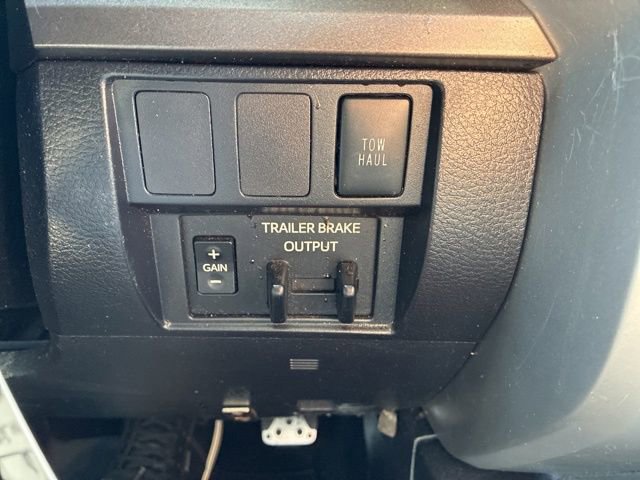 TOW
HAUL
TRAILER BRAKE
OUTPUT
+
GAIN
-